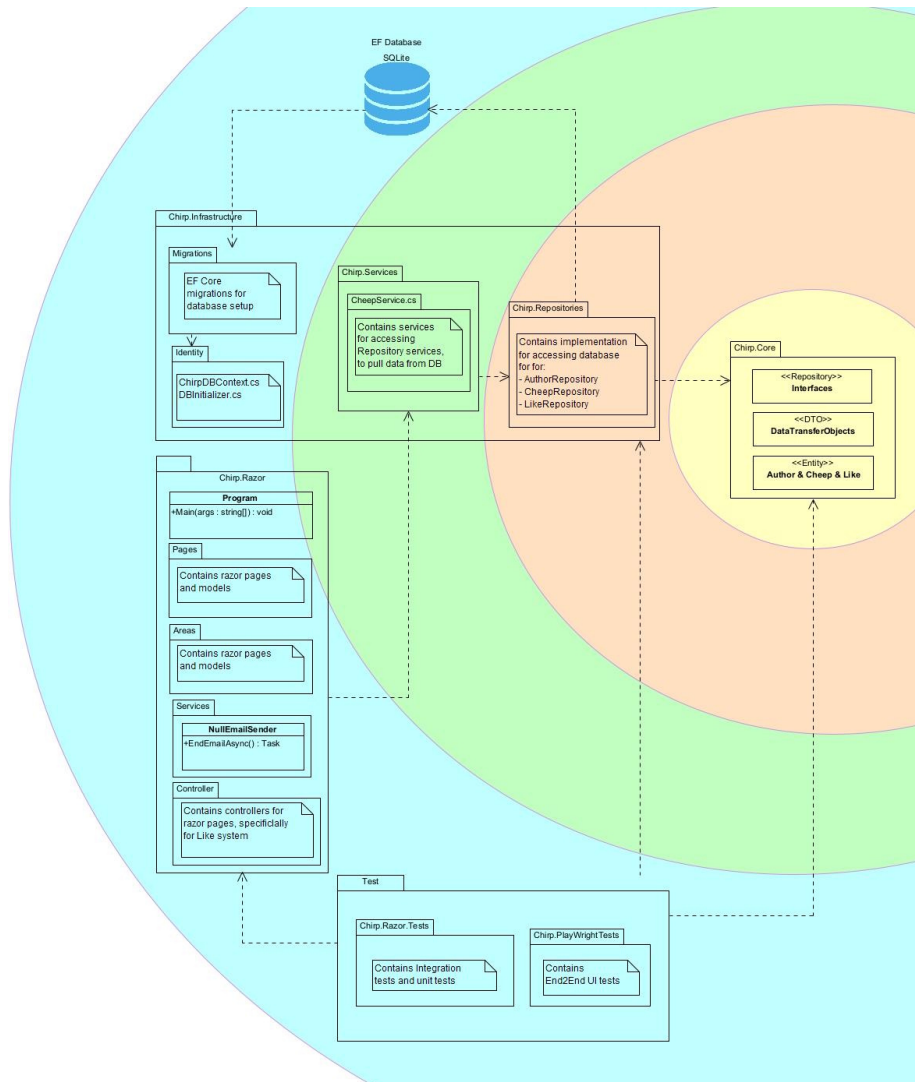 EF Database
SQLite
Chirp.Infrastructure
Migrations
EF Core
migrations for
database setup
Identity
ChirpDBContext.cs
DBInitializer.cs
Chirp.Services
CheepService.cs
Contains services
for accessing
Repository services,
to pull data from DB
Chirp.Repositories
Contains implementation
for accessing database
for for:
- AuthorRepository
- CheepRepository
- LikeRepository
Chirp.Core
<<Repository>>
Interfaces
<<DTO>>
DataTransferObjects
<<Entity>>
Author & Cheep & Like
Chirp.Razor
Program
+Main(args : string[]) : void
Pages
Contains razor pages
and models
Areas
Contains razor pages
and models
Services
NullEmailSender
+EndEmailAsync() : Task
Controller
Contains controllers for
razor pages, specificlally
for Like system
Test
Chirp.Razor.Tests
Contains Integration
tests and unit tests
Chirp.PlayWrightTests
Contains
End2End UI tests